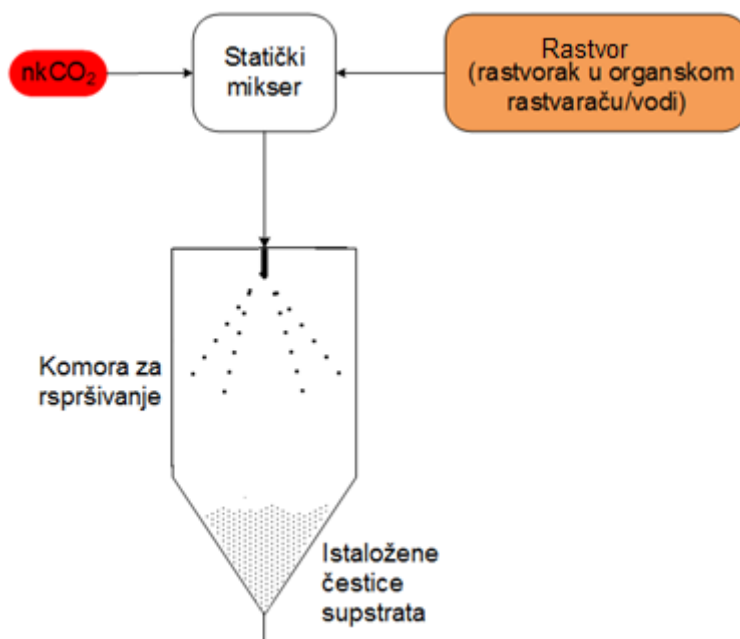 nkCO₂
Statički
mikser
Rastvor
(rastvorak u organskom
rastvaraču/vodi)
Komora za
rspršivanje
Istaložene
čestice
supstrata